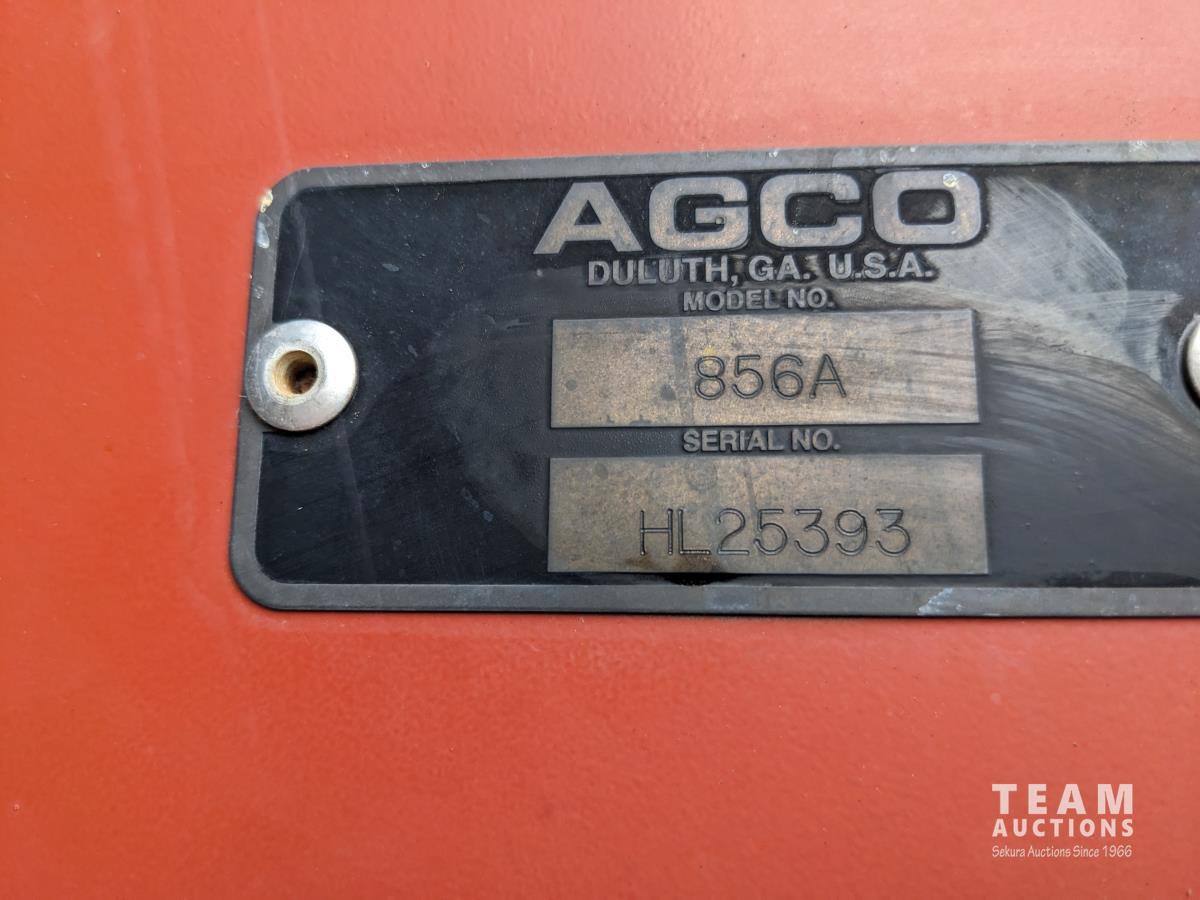 AGCO
DULUTH, GA. U.S.A.
MODEL NO.
856A
SERIAL NO.
HL25393
TEAM
AUCTIONS
Sekura Auctions Since 1966